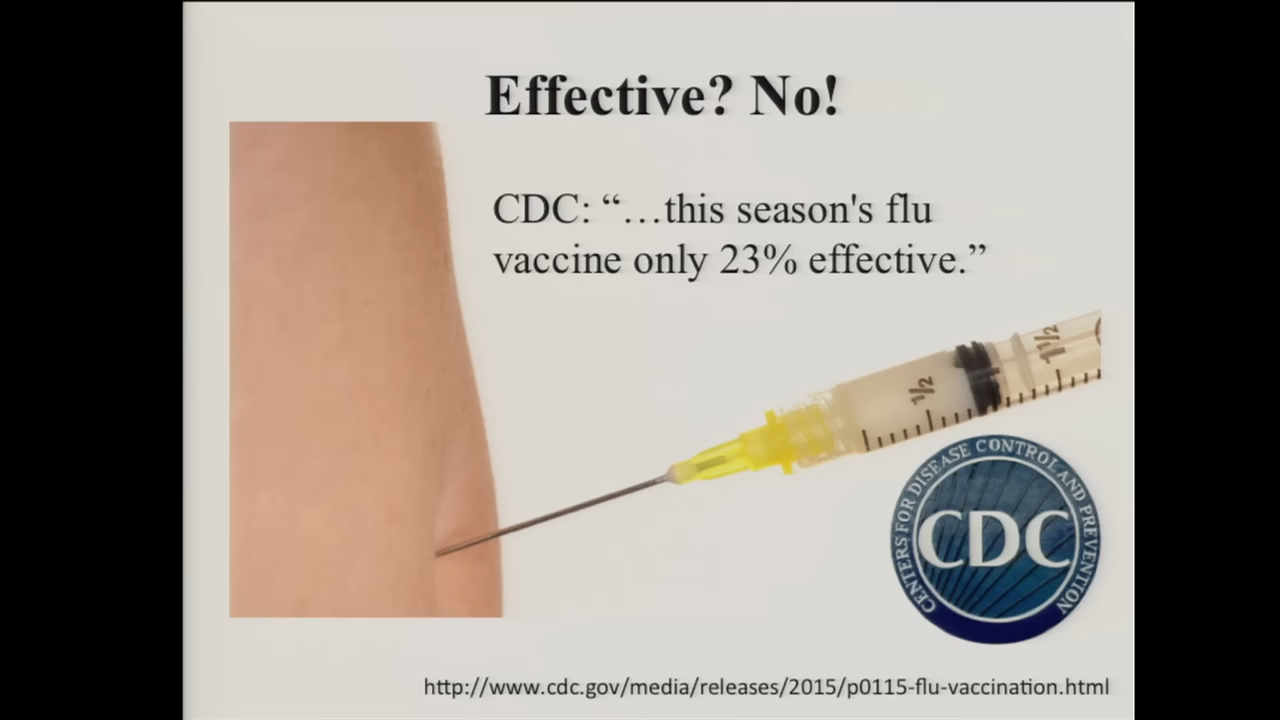 Effective? No!
CDC: “…this season's flu
vaccine only 23% effective.”
1/2
1 1/2
CENTERS FOR DISEASE CONTROL AND PREVENTION
CDC
http://www.cdc.gov/media/releases/2015/p0115-flu-vaccination.html